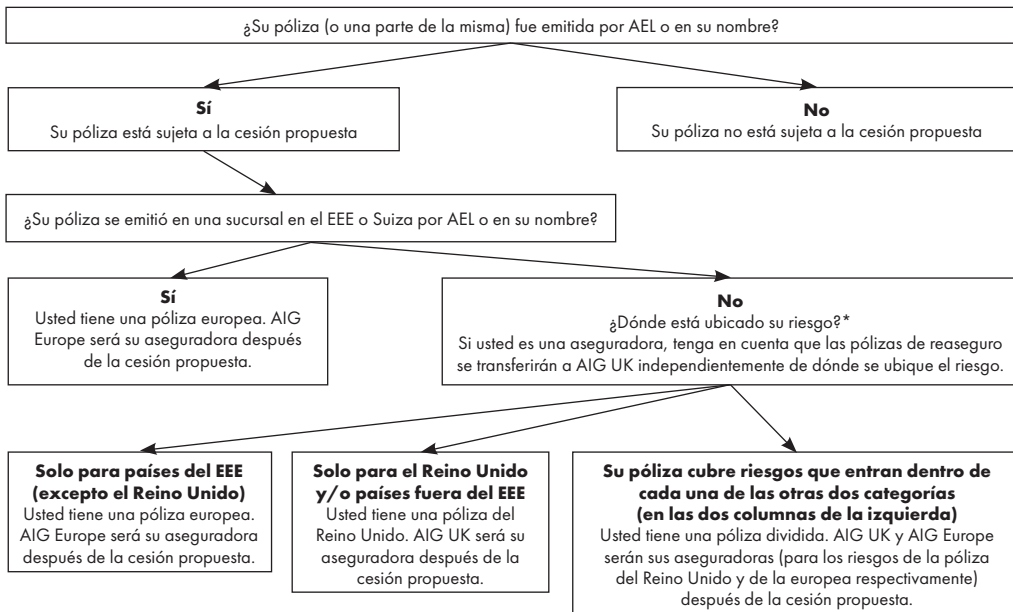 ¿Su póliza (o una parte de la misma) fue emitida por AEL o en su nombre?
Sí
Su póliza está sujeta a la cesión propuesta
No
Su póliza no está sujeta a la cesión propuesta
¿Su póliza se emitió en una sucursal en el EEE o Suiza por AEL o en su nombre?
Sí
Usted tiene una póliza europea. AIG
Europe será su aseguradora después
de la cesión propuesta.
No
¿Dónde está ubicado su riesgo?*
Si usted es una aseguradora, tenga en cuenta que las pólizas de reaseguro
se transferirán a AIG UK independientemente de dónde se ubique el riesgo.
Solo para países del EEE
(excepto el Reino Unido)
Usted tiene una póliza europea.
AIG Europe será su aseguradora
después de la cesión propuesta.
Solo para el Reino Unido
y/o países fuera del EEE
Usted tiene una póliza del
Reino Unido. AIG UK será su
aseguradora después de la
cesión propuesta.
Su póliza cubre riesgos que entran dentro de
cada una de las otras dos categorías
(en las dos columnas de la izquierda)
Usted tiene una póliza dividida. AIG UK y AIG Europe
serán sus aseguradoras (para los riesgos de la póliza
del Reino Unido y de la europea respectivamente)
después de la cesión propuesta.